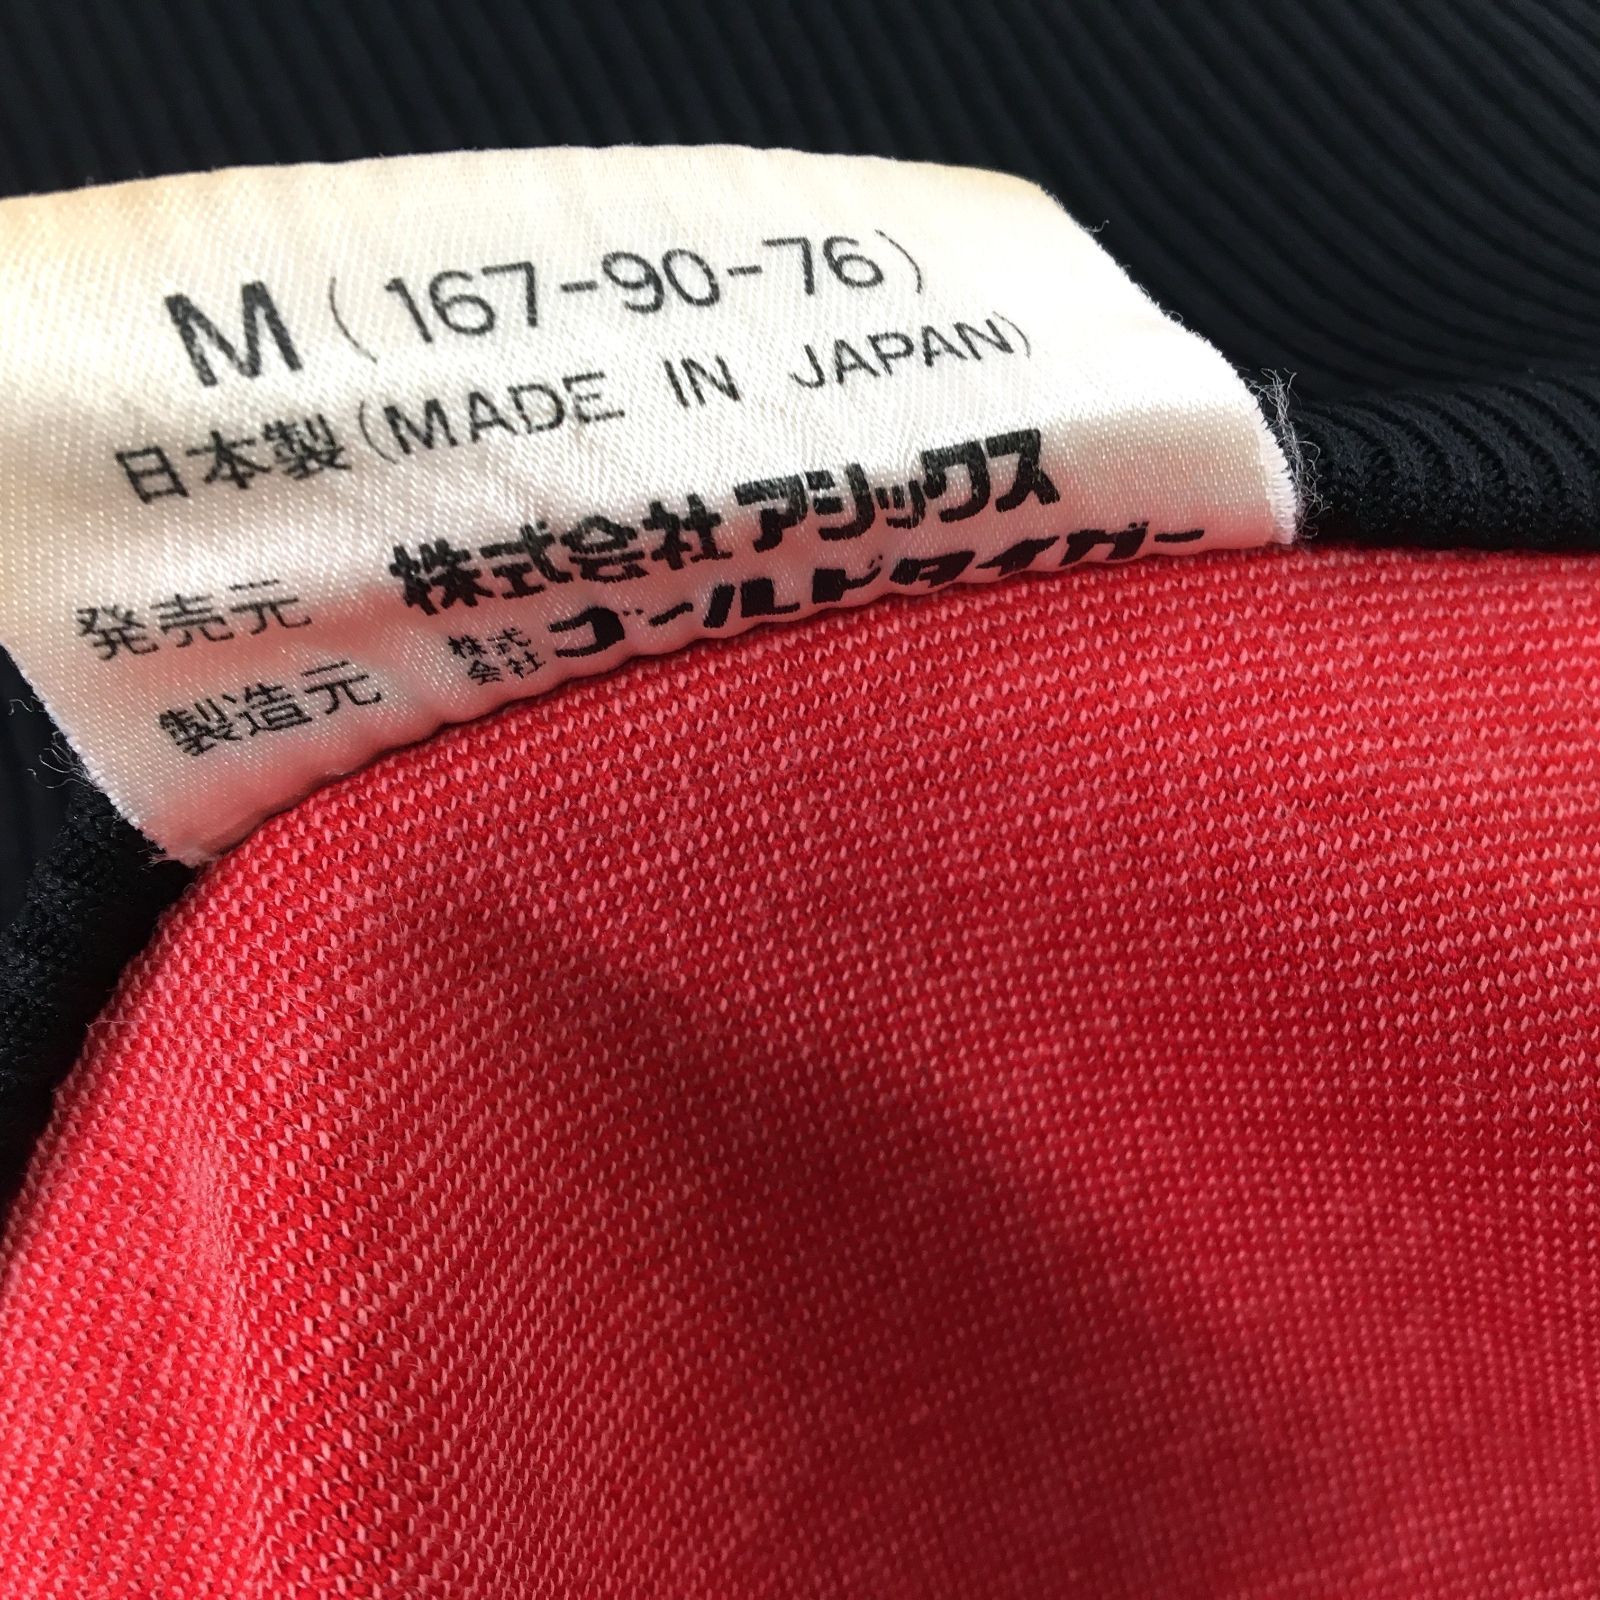 M(167-90-76)
日本製(MADE IN JAPAN)
発売元 株式会社アシックス
製造元 株式会社ゴールドタイガー